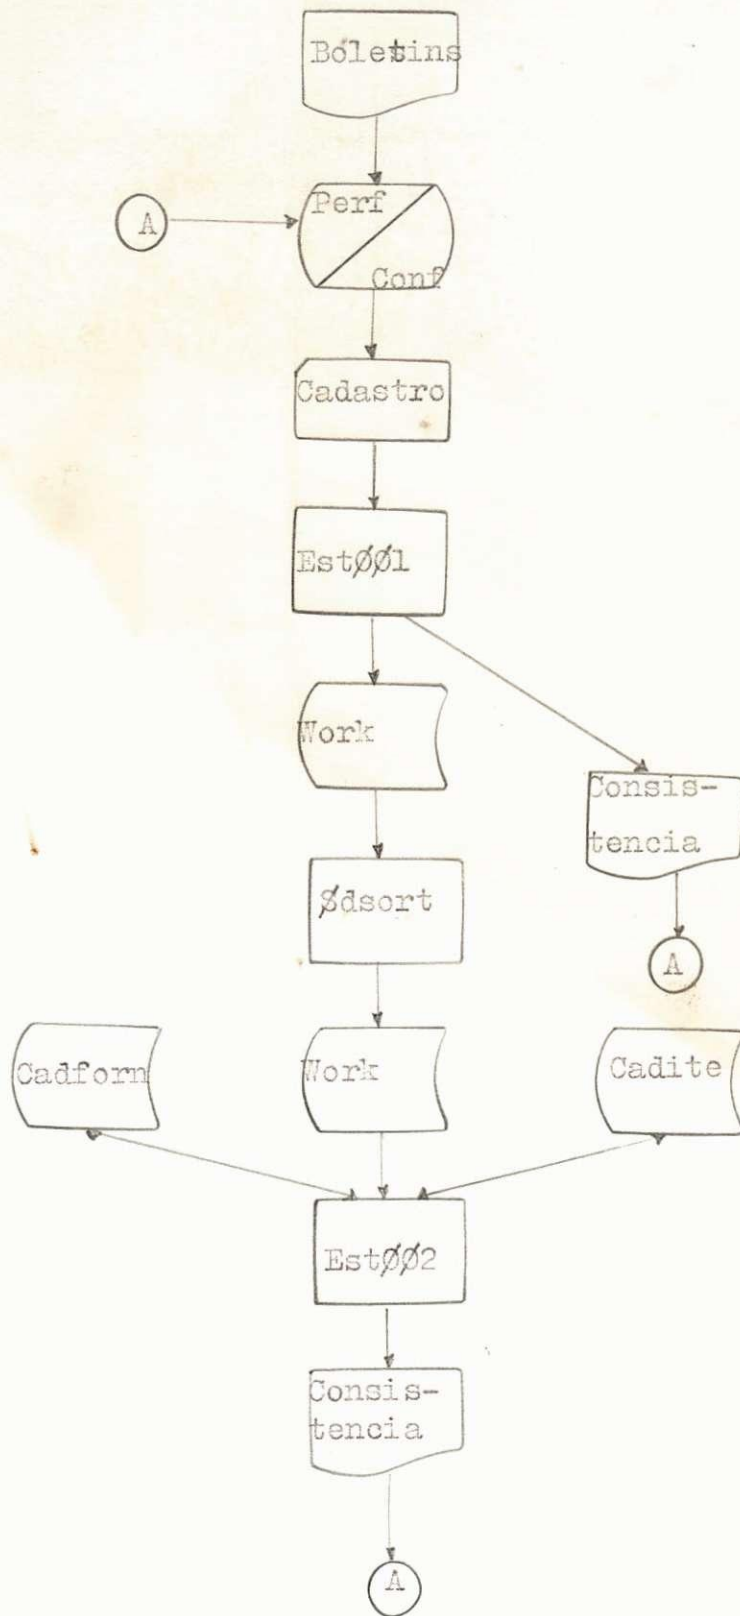 Boletins
A
Perf
Conf
Cadastro
EstØØ1
Work
Consis-
tencia
Ødsort
A
Cadforn
Work
Cadite
EstØØ2
Consis-
tencia
A